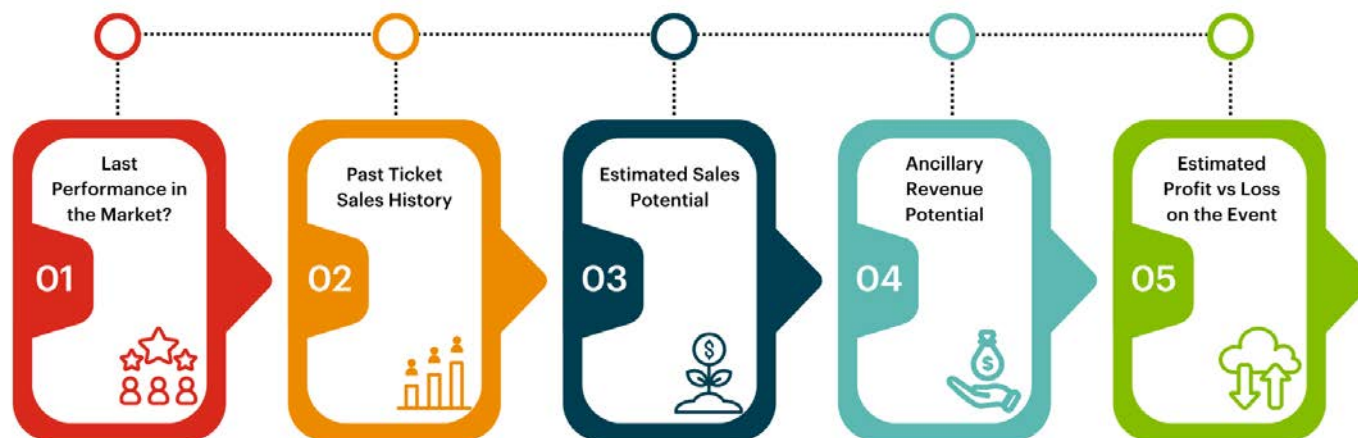 Last
Performance in
the Market?
01
Past Ticket
Sales History
02
Estimated Sales
Potential
03
Ancillary
Revenue
Potential
04
Estimated
Profit vs Loss
on the Event
05